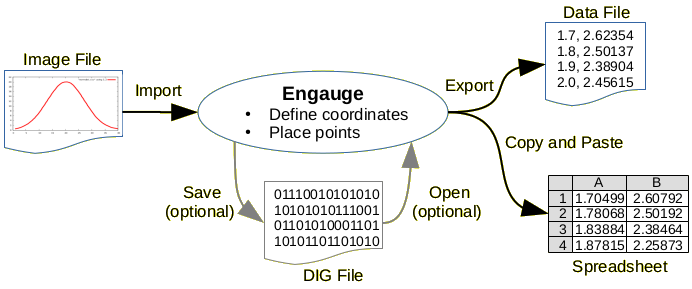 Image File
Import
Engauge
• Define coordinates
• Place points
Export
Data File
1.7, 2.62354
1.8, 2.50137
1.9, 2.38904
2.0, 2.45615
Copy and Paste
Save
(optional)
01110010101010
10101010111001
01101010001101
10101101101010
DIG File
Open
(optional)
A B
1 1.70499 2.60792
2 1.78068 2.50192
3 1.83884 2.38464
4 1.87815 2.25873
Spreadsheet